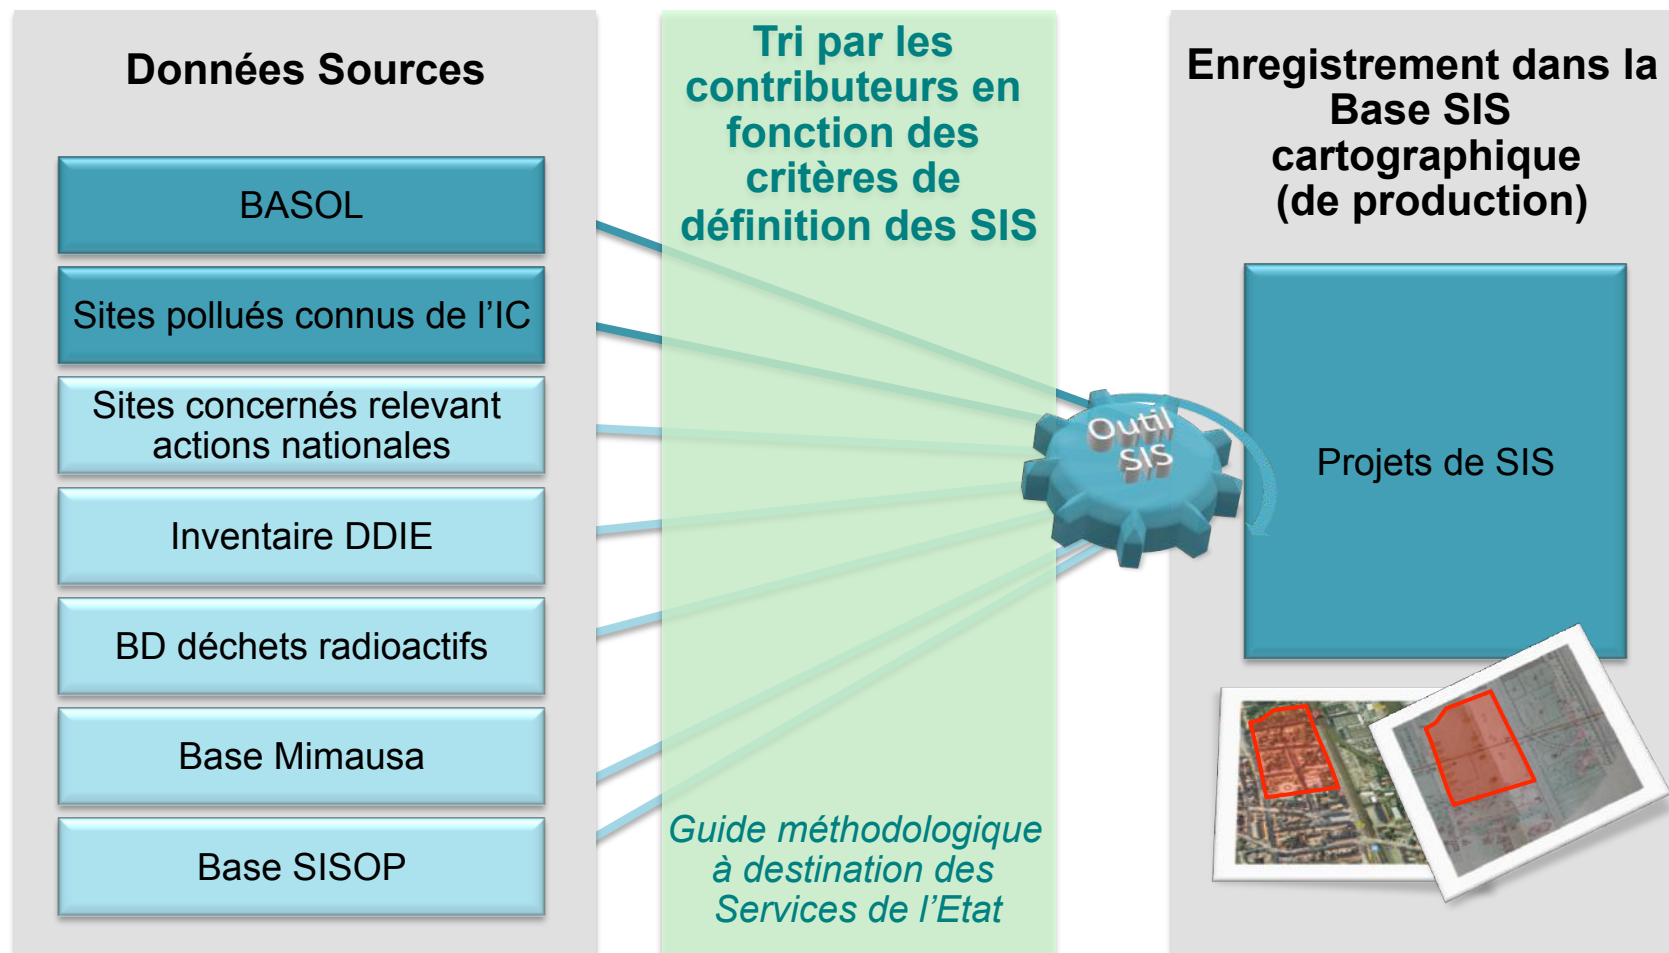 Données Sources
BASOL
Sites pollués connus de l’IC
Sites concernés relevant
actions nationales
Inventaire DDIE
BD déchets radioactifs
Base Mimausa
Base SISOP
Tri par les
contributeurs en
fonction des
critères de
définition des SIS
Guide méthodologique
à destination des
Services de l’Etat
Outil
SIS
Enregistrement dans la
Base SIS
cartographique
(de production)
Projets de SIS